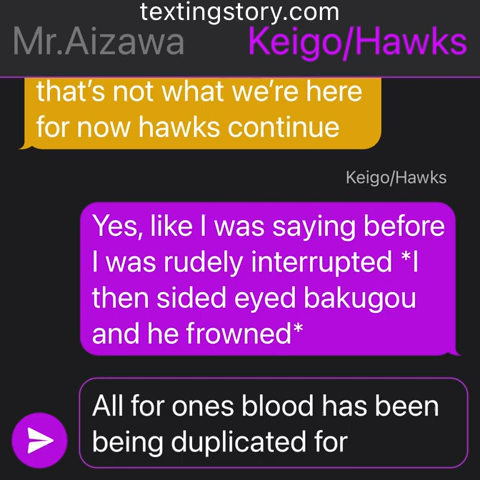 textingstory.com
Mr.Aizawa Keigo/Hawks
that's not what we're here
for now hawks continue
Keigo/Hawks
Yes, like I was saying before
I was rudely interrupted *I
then sided eyed bakugou
and he frowned*
All for ones blood has been
being duplicated for